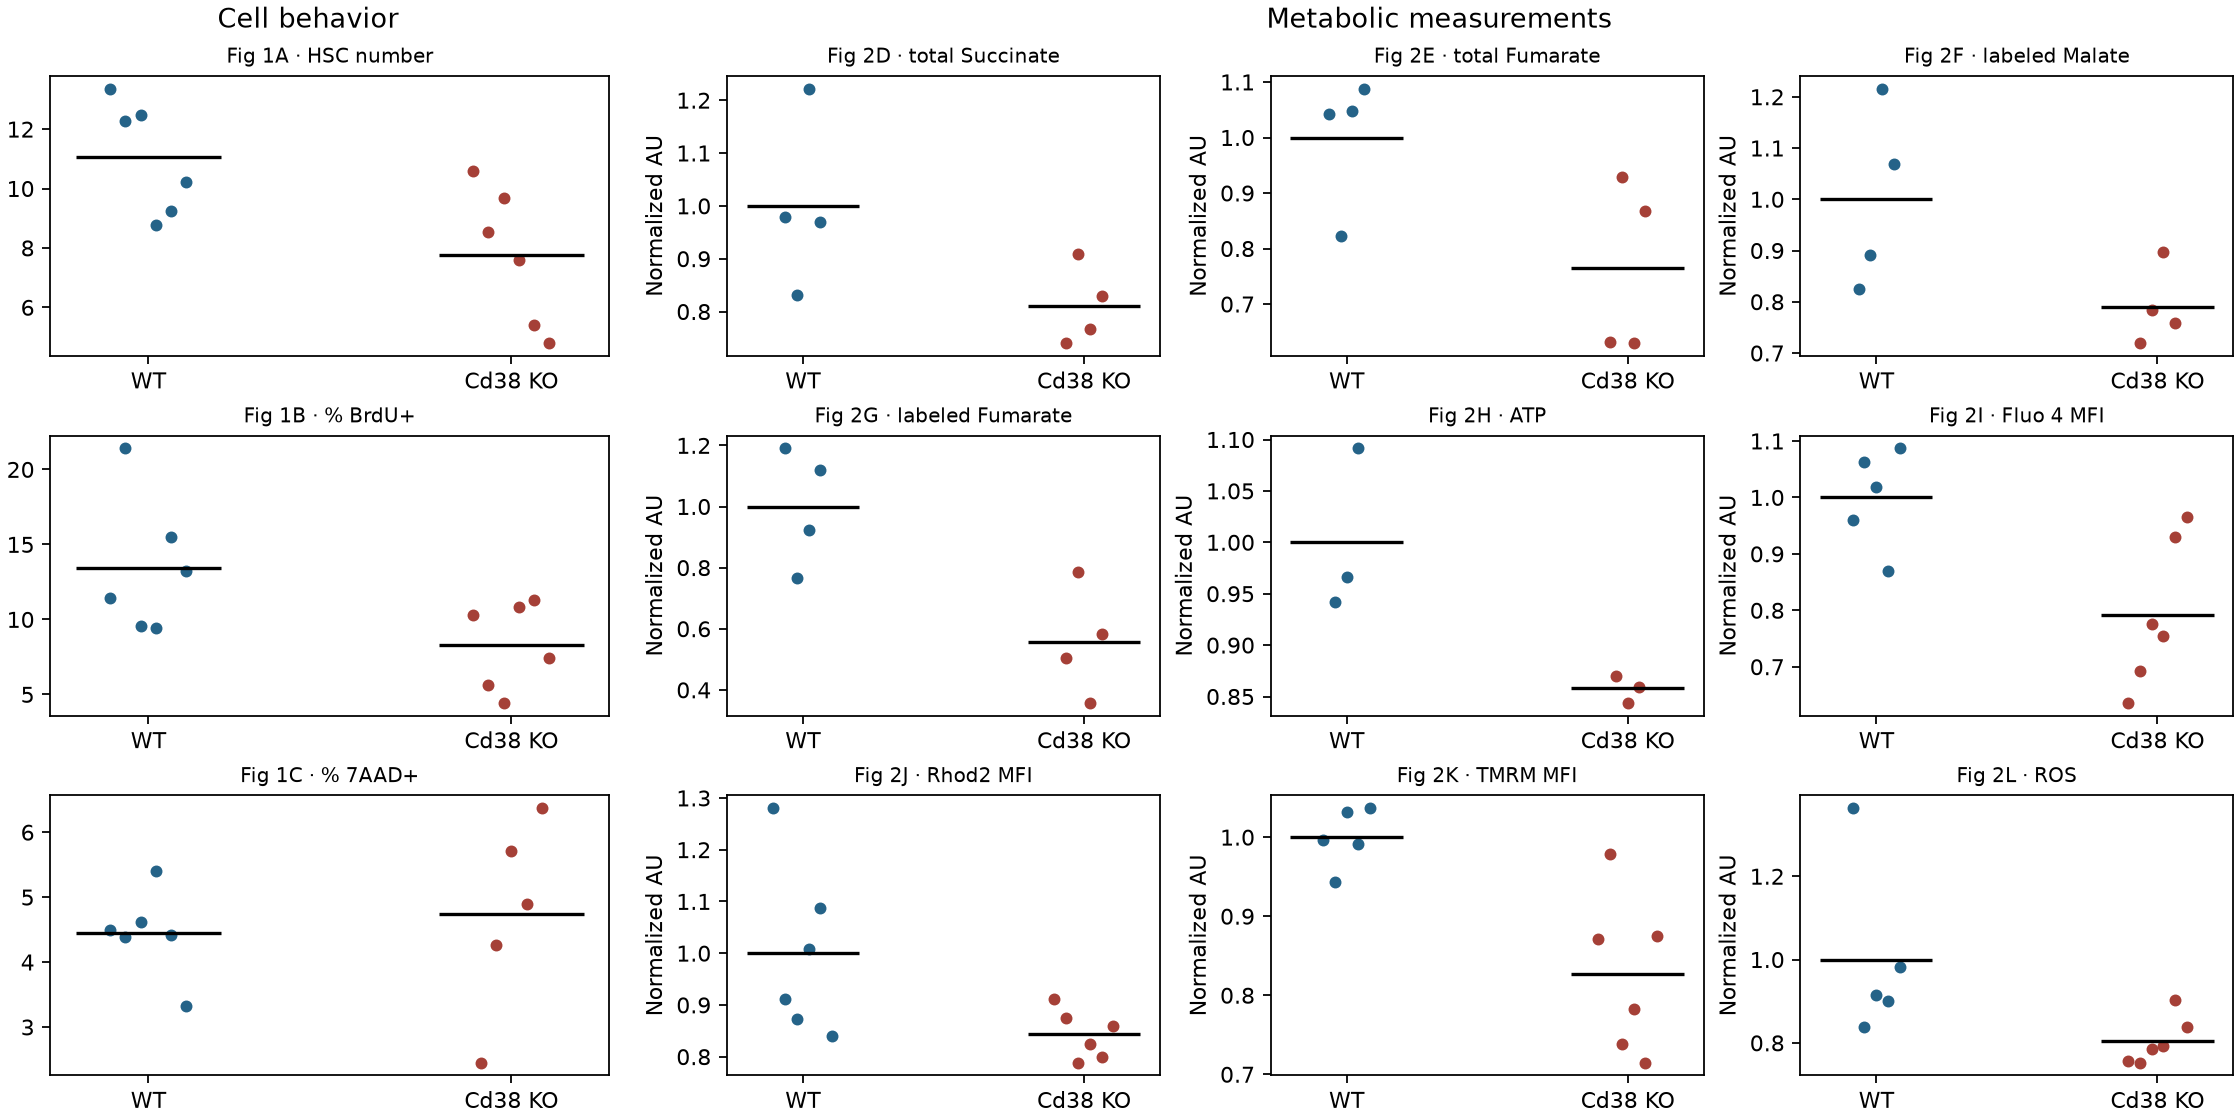 Cell behavior
Metabolic measurements
Fig 1A · HSC number
12
10
8
6
WT
Cd38 KO
Fig 2D · total Succinate
Normalized AU
1.2
1.1
1.0
0.9
0.8
WT
Cd38 KO
Fig 2E · total Fumarate
Normalized AU
1.1
1.0
0.9
0.8
0.7
WT
Cd38 KO
Fig 2F · labeled Malate
Normalized AU
1.2
1.1
1.0
0.9
0.8
0.7
WT
Cd38 KO
Fig 1B · % BrdU+
20
15
10
5
WT
Cd38 KO
Fig 2G · labeled Fumarate
Normalized AU
1.2
1.0
0.8
0.6
0.4
WT
Cd38 KO
Fig 2H · ATP
Normalized AU
1.10
1.05
1.00
0.95
0.90
0.85
WT
Cd38 KO
Fig 2I · Fluo 4 MFI
Normalized AU
1.1
1.0
0.9
0.8
0.7
WT
Cd38 KO
Fig 1C · % 7AAD+
6
5
4
3
WT
Cd38 KO
Fig 2J · Rhod2 MFI
Normalized AU
1.3
1.2
1.1
1.0
0.9
0.8
WT
Cd38 KO
Fig 2K · TMRM MFI
Normalized AU
1.0
0.9
0.8
0.7
WT
Cd38 KO
Fig 2L · ROS
Normalized AU
1.2
1.0
0.8
WT
Cd38 KO